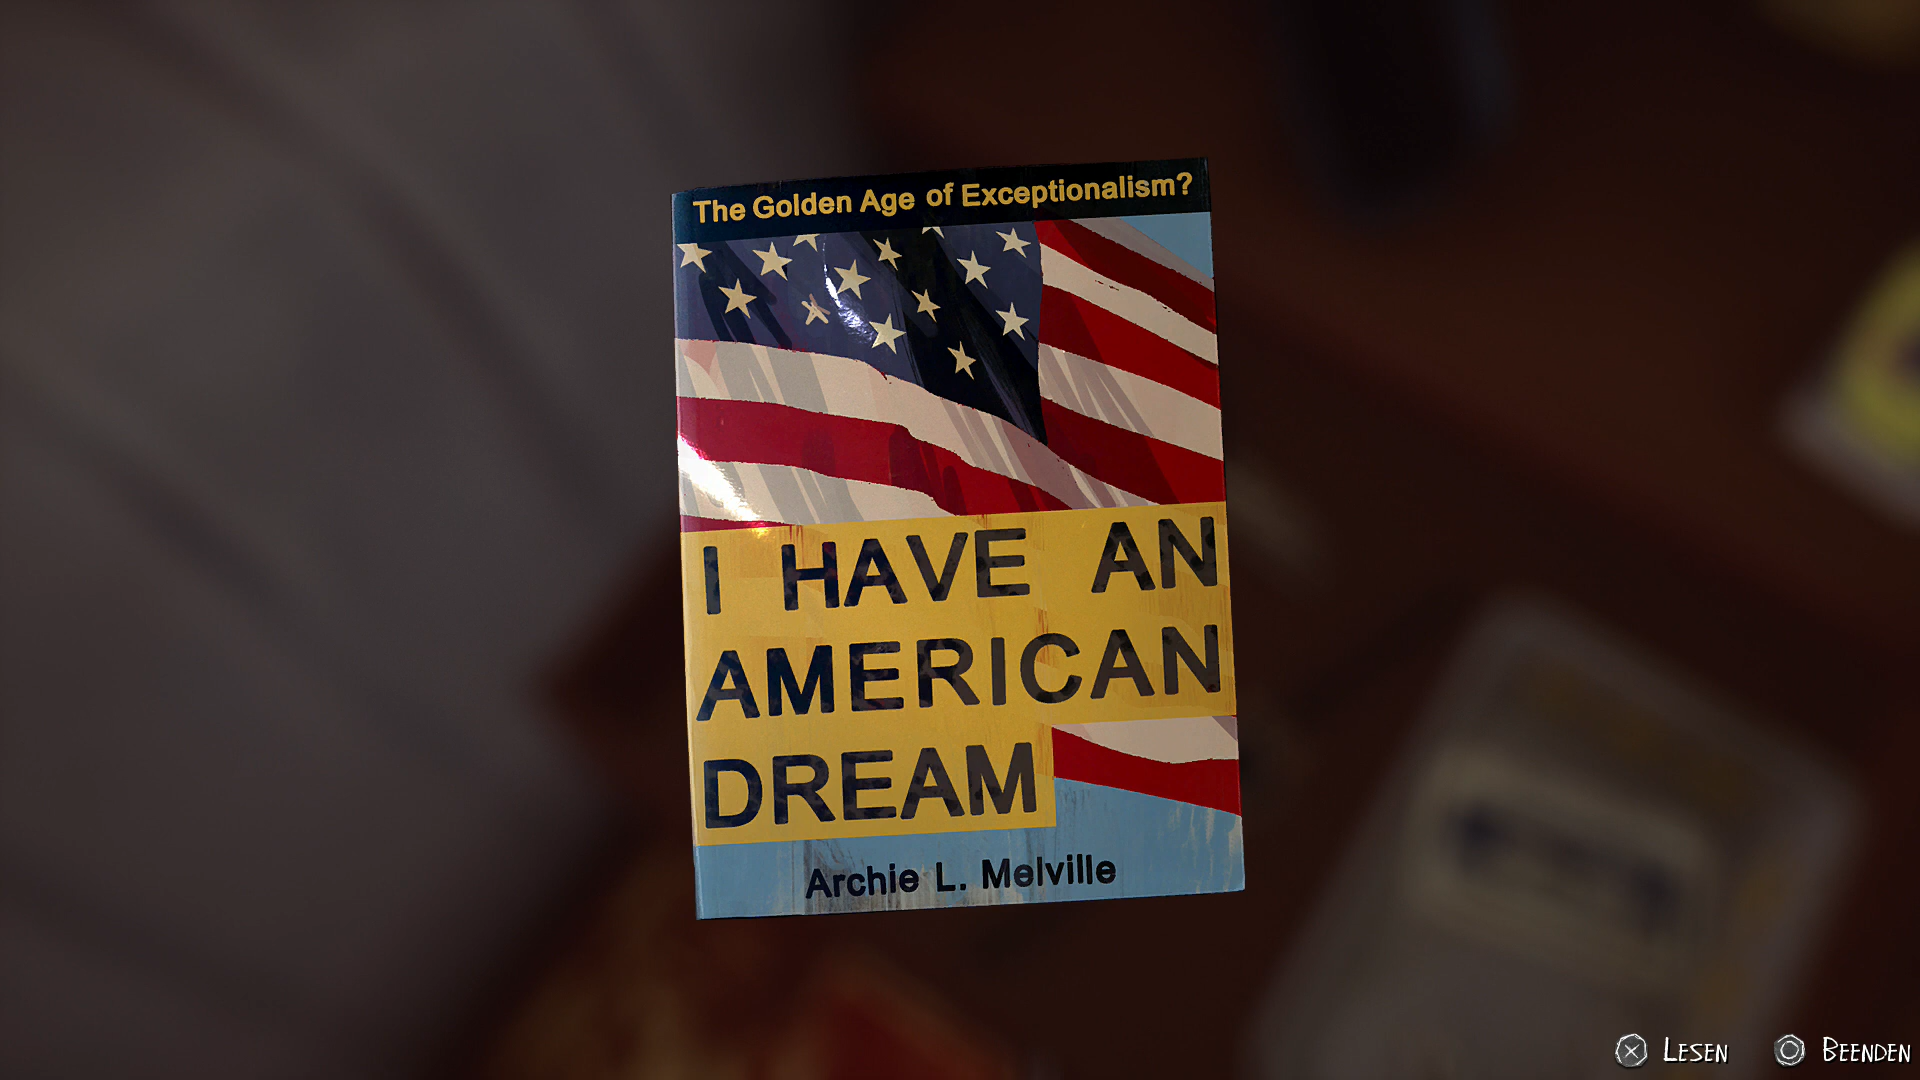 The Golden Age of Exceptionalism?
I HAVE AN
AMERICAN
DREAM
Archie L. Melville
LESEN
BEENDEN